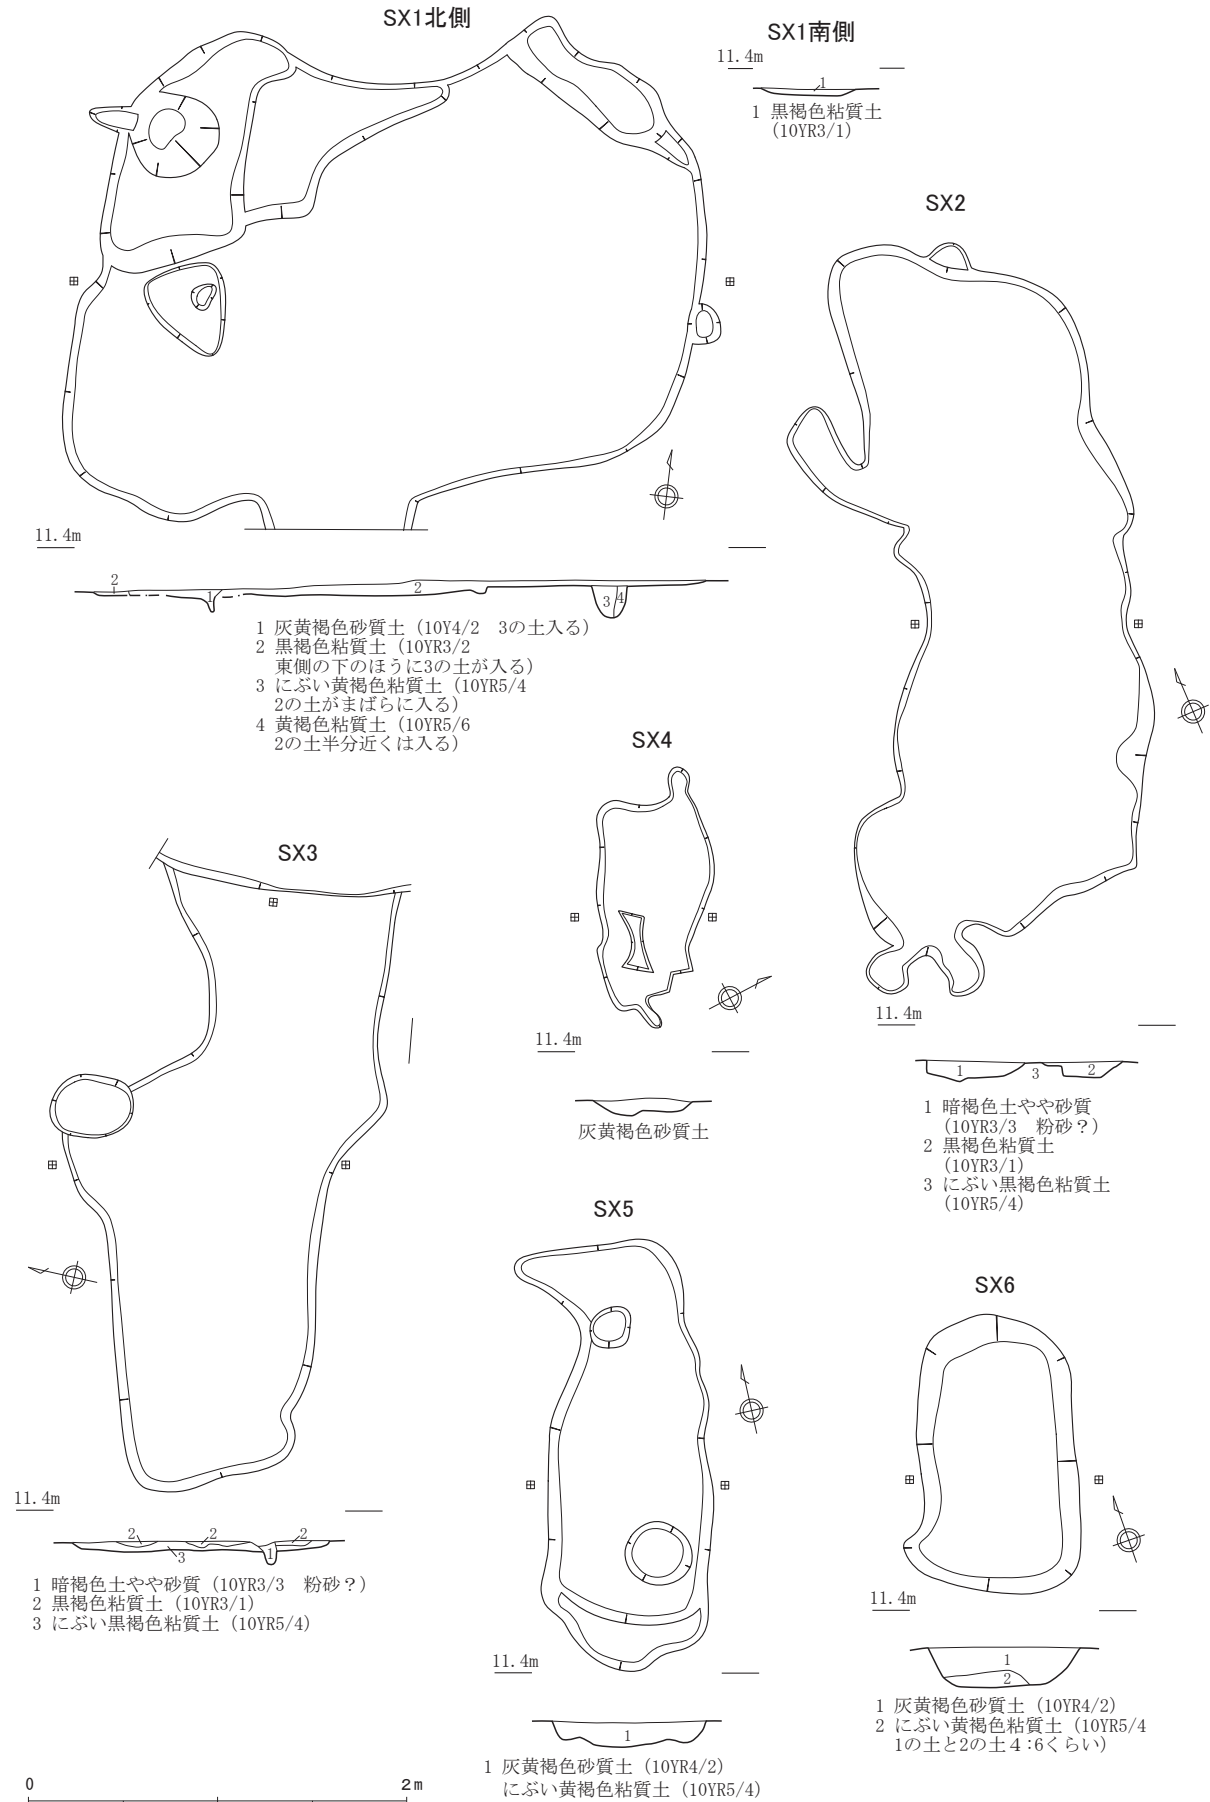 SX1北側
SX1南側
11.4m
1
1 黒褐色粘質土
(10YR3/1)
SX2
11.4m
2
1
2
3
4
1 灰黄褐色砂質土（10Y4/2　3の土入る）
2 黒褐色粘質土（10YR3/2
東側の下のほうに3の土が入る）
3 にぶい黄褐色粘質土（10YR5/4
2の土がまばらに入る）
4 黄褐色粘質土（10YR5/6
2の土半分近くは入る）
SX4
SX3
11.4m
1
3
2
1 暗褐色土やや砂質
（10YR3/3　粉砂？）
2 黒褐色粘質土
(10YR3/1)
3 にぶい黒褐色粘質土
(10YR5/4)
11.4m
灰黄褐色砂質土
SX5
SX6
11.4m
2
2
2
3
1
1 暗褐色土やや砂質（10YR3/3　粉砂？）
2 黒褐色粘質土（10YR3/1）
3 にぶい黒褐色粘質土（10YR5/4）
11.4m
1
1 灰黄褐色砂質土（10YR4/2）
にぶい黄褐色粘質土（10YR5/4）
11.4m
1
2
1 灰黄褐色砂質土（10YR4/2）
2 にぶい黄褐色粘質土（10YR5/4
1の土と2の土４:6くらい）
0
2m